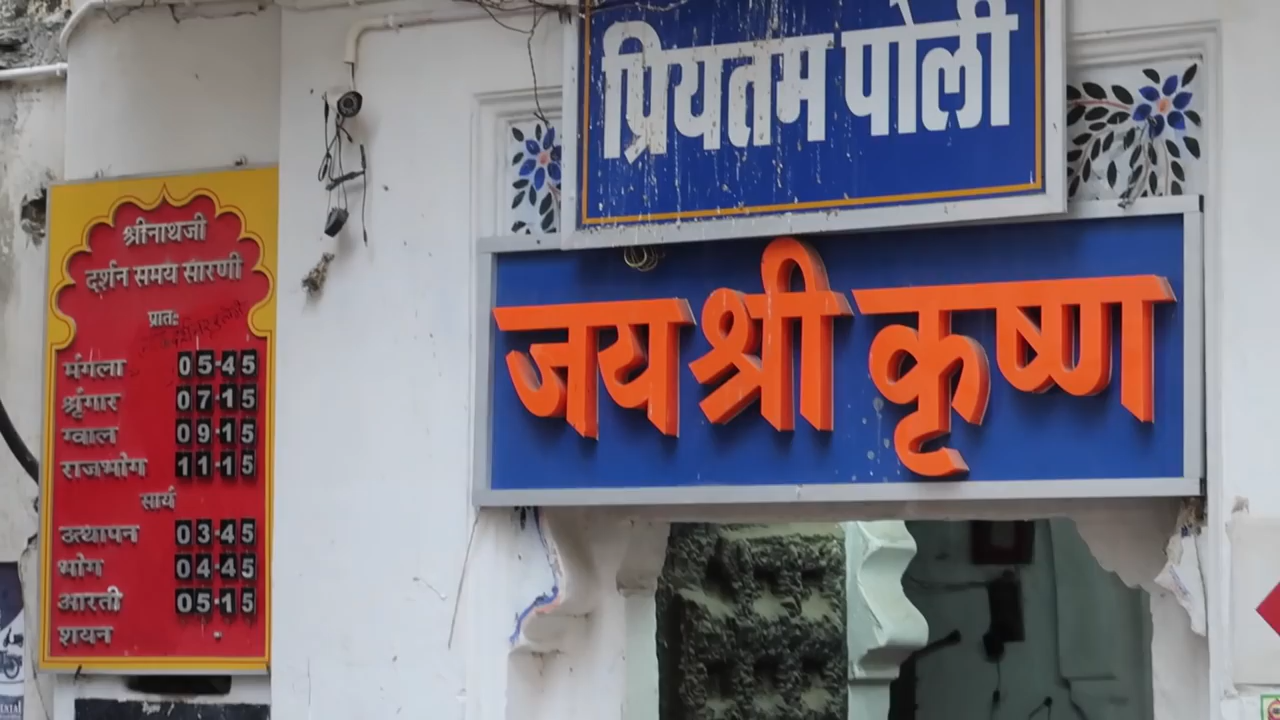 प्रियतम पोली
जय श्री कृष्ण
श्रीनाथजी
दर्शन समय सारणी
प्रातः
मंगला 05-45
श्रृंगार 07-15
ग्वाल 09-15
राजभोग 11-15
सायं
उत्थापन 03-45
भोग 04-45
आरती 05-15
शयन